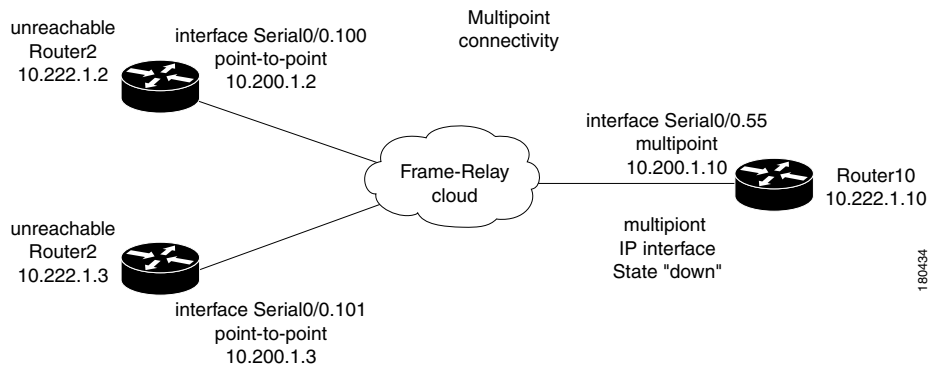 Multipoint
connectivity
unreachable
Router2
10.222.1.2
interface Serial0/0.100
point-to-point
10.200.1.2
Frame-Relay
cloud
interface Serial0/0.55
multipoint
10.200.1.10
Router10
10.222.1.10
multipiont
IP interface
State "down"
unreachable
Router2
10.222.1.3
interface Serial0/0.101
point-to-point
10.200.1.3
180434